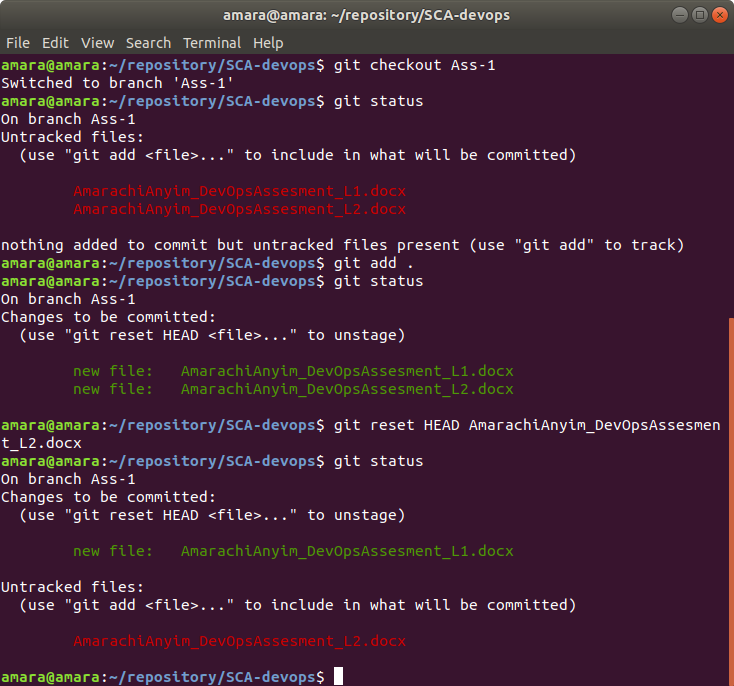 amara@amara: ~/repository/SCA-devops
File Edit View Search Terminal Help
amara@amara:~/repository/SCA-devops$ git checkout Ass-1
Switched to branch 'Ass-1'
amara@amara:~/repository/SCA-devops$ git status
On branch Ass-1
Untracked files:
  (use "git add <file>..." to include in what will be committed)
        AmarachiAnyim_DevOpsAssesment_L1.docx
        AmarachiAnyim_DevOpsAssesment_L2.docx
nothing added to commit but untracked files present (use "git add" to track)
amara@amara:~/repository/SCA-devops$ git add .
amara@amara:~/repository/SCA-devops$ git status
On branch Ass-1
Changes to be committed:
  (use "git reset HEAD <file>..." to unstage)
        new file:   AmarachiAnyim_DevOpsAssesment_L1.docx
        new file:   AmarachiAnyim_DevOpsAssesment_L2.docx
amara@amara:~/repository/SCA-devops$ git reset HEAD AmarachiAnyim_DevOpsAssesmen
t_L2.docx
amara@amara:~/repository/SCA-devops$ git status
On branch Ass-1
Changes to be committed:
  (use "git reset HEAD <file>..." to unstage)
        new file:   AmarachiAnyim_DevOpsAssesment_L1.docx
Untracked files:
  (use "git add <file>..." to include in what will be committed)
        AmarachiAnyim_DevOpsAssesment_L2.docx
amara@amara:~/repository/SCA-devops$